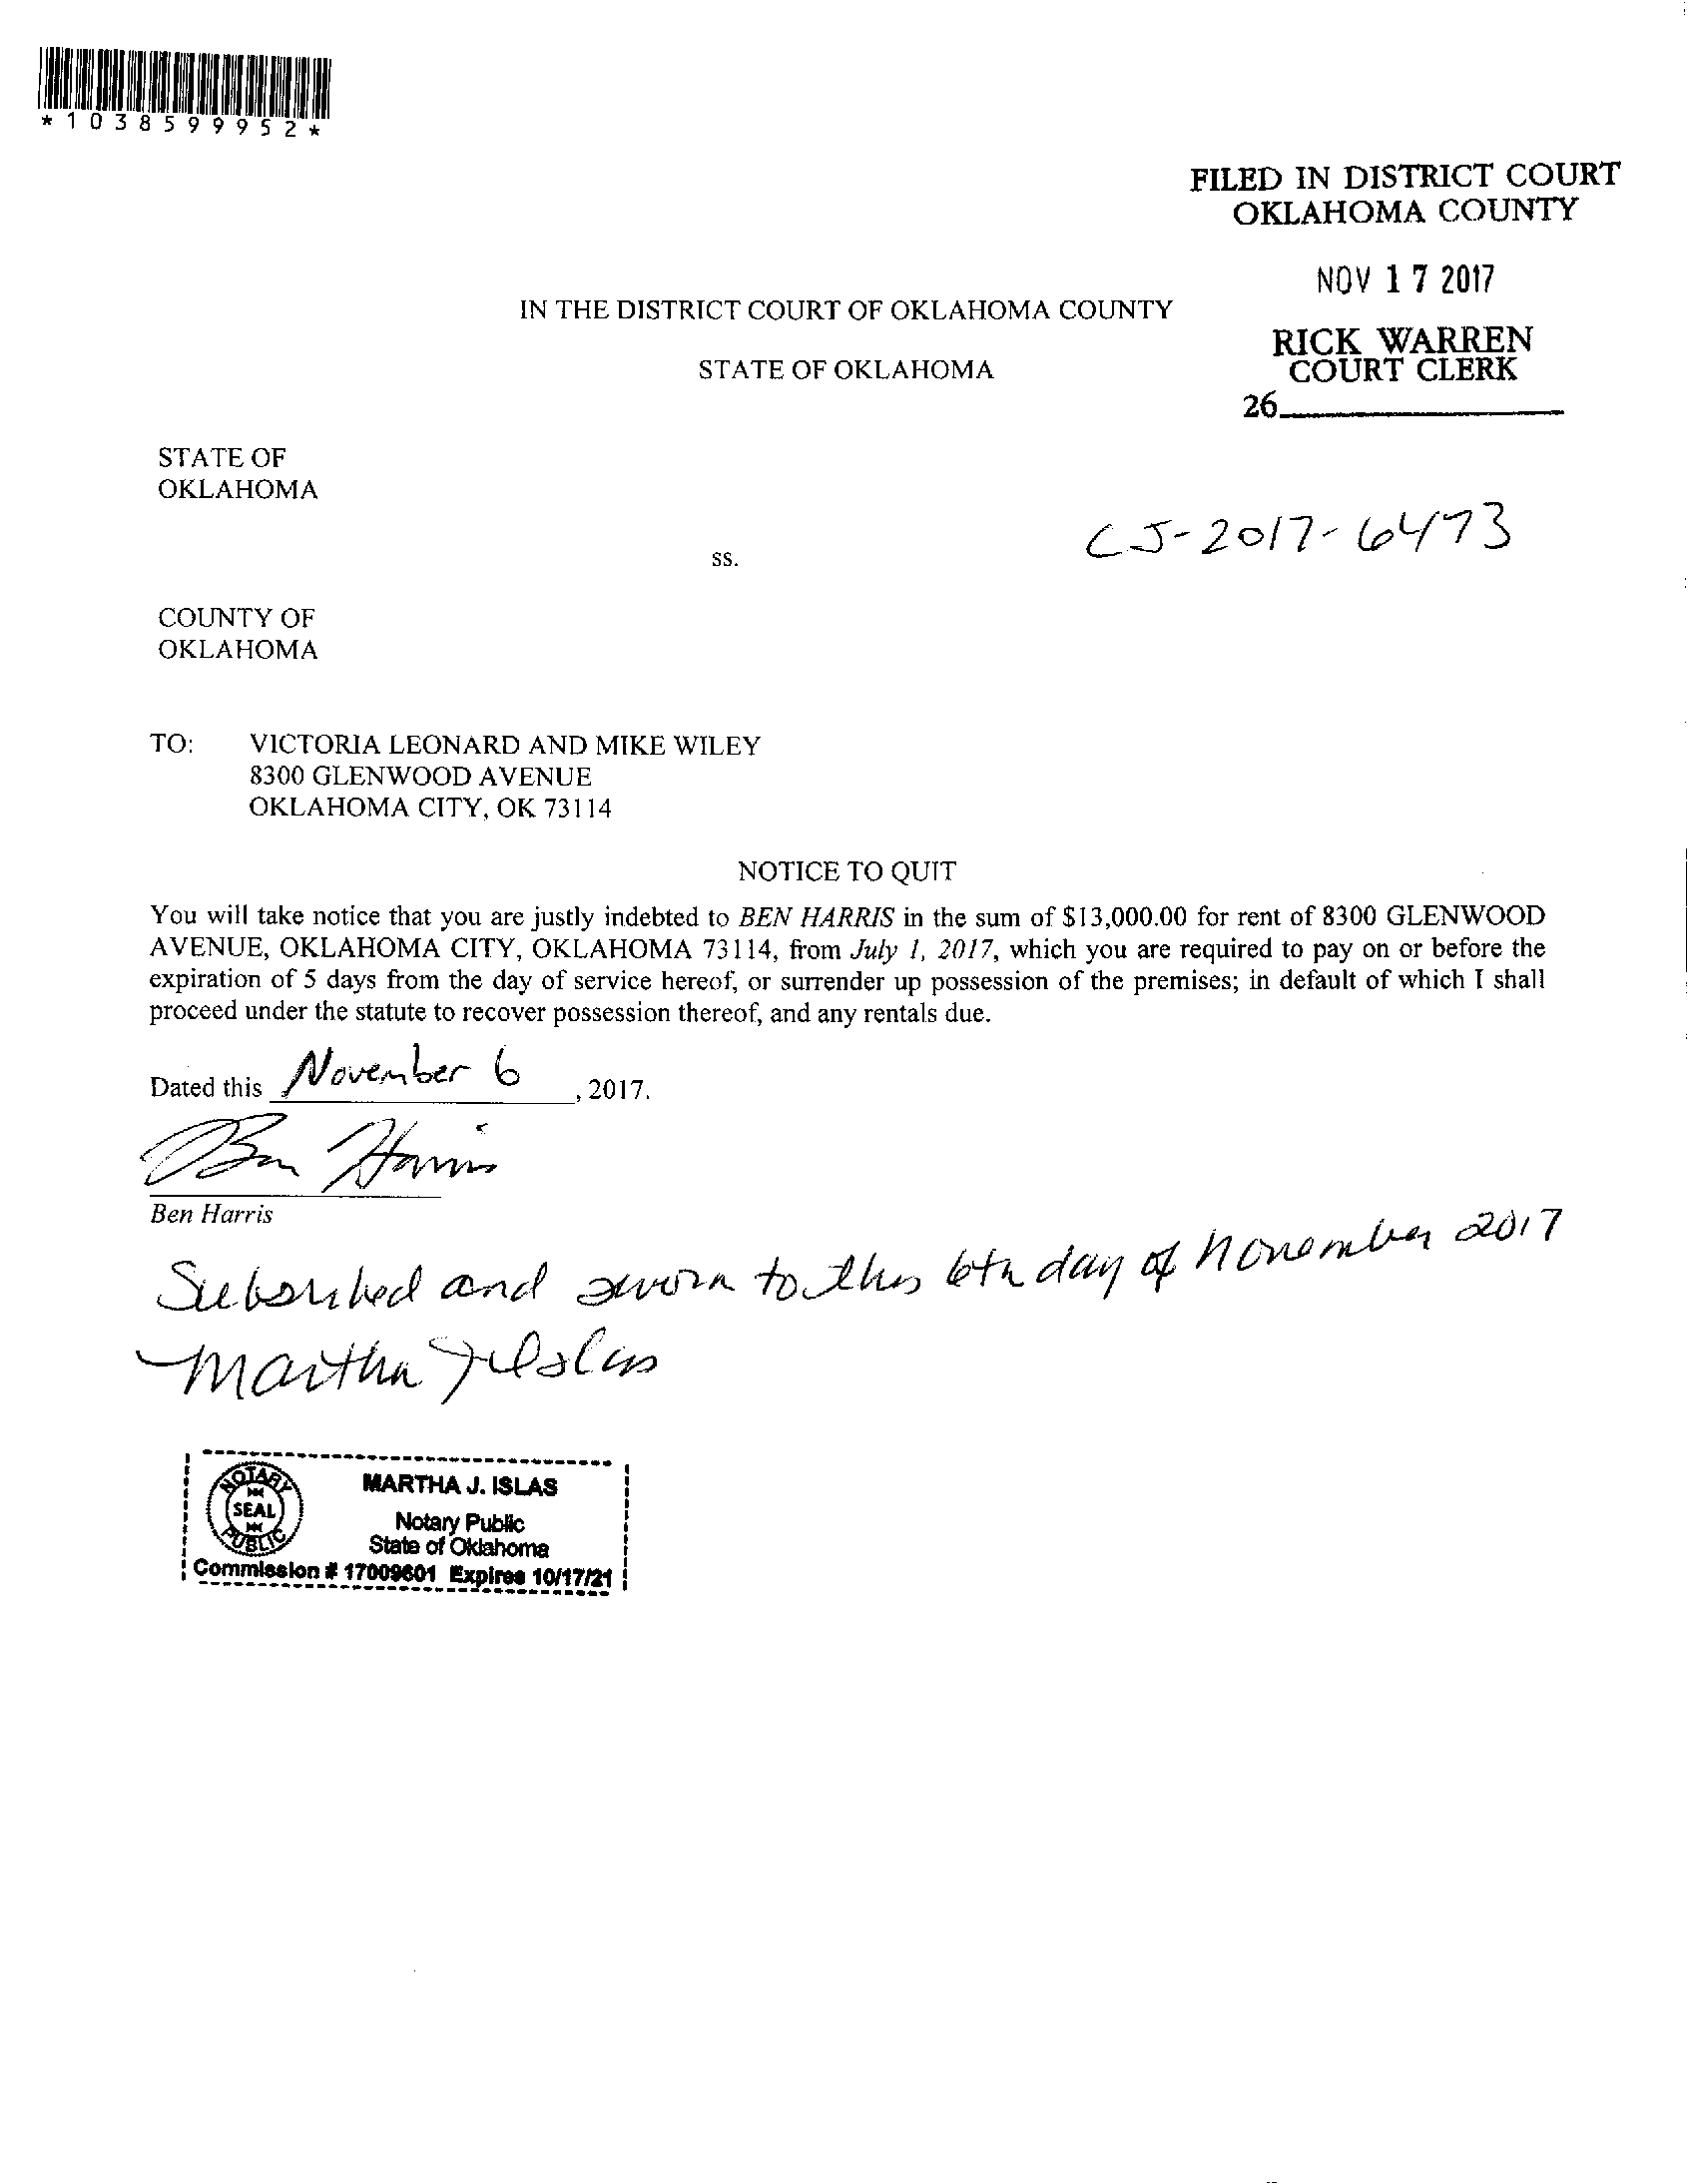 *1038599952*
FILED IN DISTRICT COURT
OKLAHOMA COUNTY
NOV 17 2017
RICK WARREN
COURT CLERK
26
IN THE DISTRICT COURT OF OKLAHOMA COUNTY
STATE OF OKLAHOMA
STATE OF
OKLAHOMA
CJ-2017-6473
ss.
COUNTY OF
OKLAHOMA
TO: VICTORIA LEONARD AND MIKE WILEY
8300 GLENWOOD AVENUE
OKLAHOMA CITY, OK 73114
NOTICE TO QUIT
You will take notice that you are justly indebted to BEN HARRIS in the sum of $13,000.00 for rent of 8300 GLENWOOD
AVENUE, OKLAHOMA CITY, OKLAHOMA 73114, from July 1, 2017, which you are required to pay on or before the
expiration of 5 days from the day of service hereof, or surrender up possession of the premises; in default of which I shall
proceed under the statute to recover possession thereof, and any rentals due.
Dated this November 6, 2017.
Ben Harris
Ben Harris
Subscribed and sworn to this 6th day of November 2017
Martha J Islas
NOTARY
SEAL
PUBLIC
MARTHA J. ISLAS
Notary Public
State of Oklahoma
Commission # 17009601 Expires 10/17/21